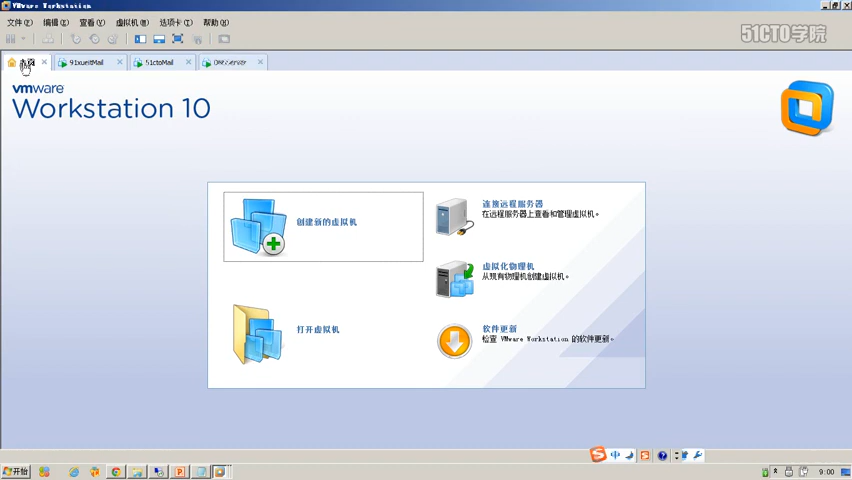 VMware Workstation
文件(F) 编辑(E) 查看(V) 虚拟机(M) 选项卡(T) 帮助(H)
51CTO学院
91xueitMail 51ctoMail
vmware
Workstation 10
创建新的虚拟机
连接远程服务器
在远程服务器上查看和管理虚拟机。
虚拟化物理机
从现有物理机创建虚拟机。
打开虚拟机
软件更新
检查 VMware Workstation 的软件更新。
中
开始
9:00